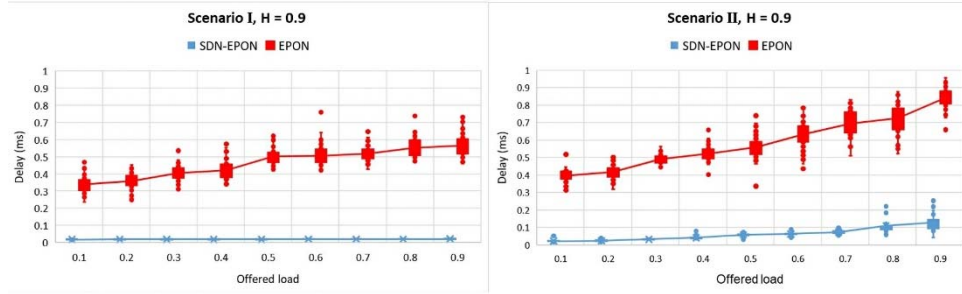 Scenario I, H = 0.9
SDN-EPON EPON
1
0.9
0.8
0.7
0.6
0.5
0.4
0.3
0.2
0.1
0
Delay (ms)
0.1 0.2 0.3 0.4 0.5 0.6 0.7 0.8 0.9
Offered load
Scenario II, H = 0.9
SDN-EPON EPON
1
0.9
0.8
0.7
0.6
0.5
0.4
0.3
0.2
0.1
0
Delay (ms)
0.1 0.2 0.3 0.4 0.5 0.6 0.7 0.8 0.9
Offered load